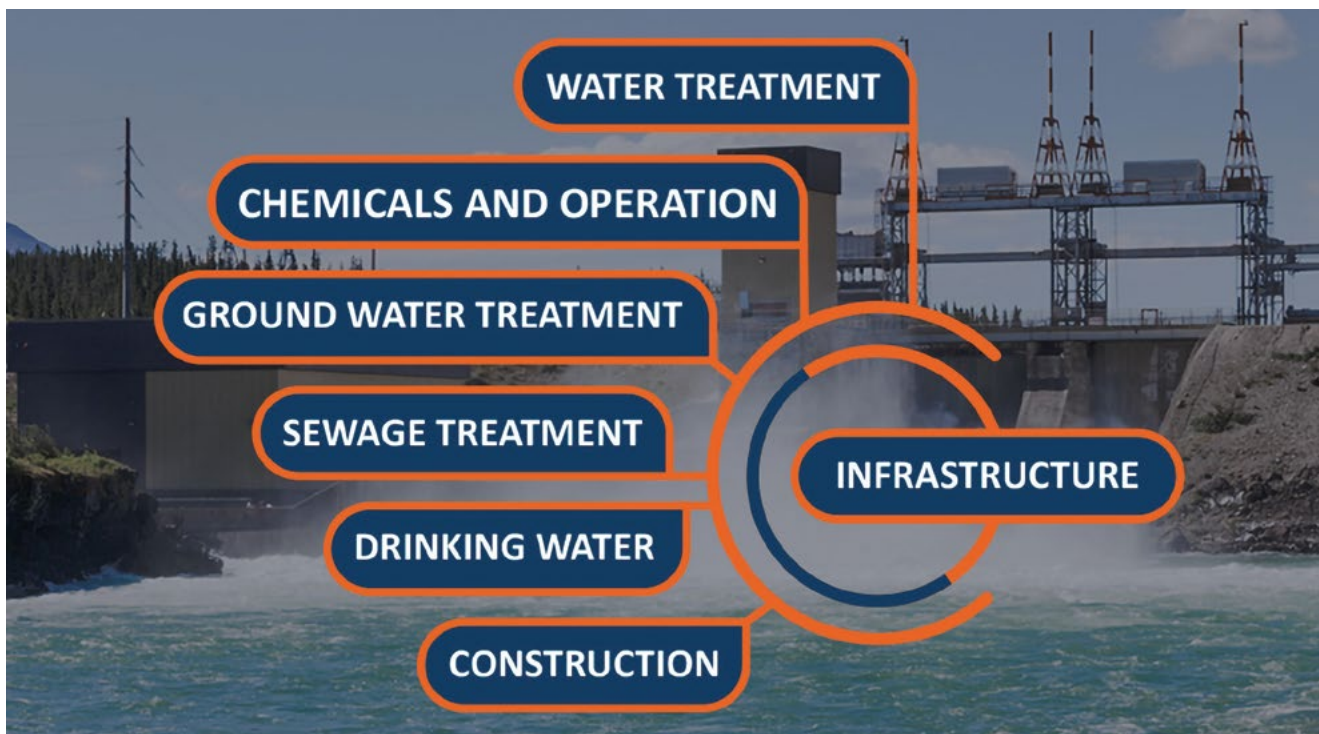 WATER TREATMENT
CHEMICALS AND OPERATION
GROUND WATER TREATMENT
SEWAGE TREATMENT
INFRASTRUCTURE
DRINKING WATER
CONSTRUCTION